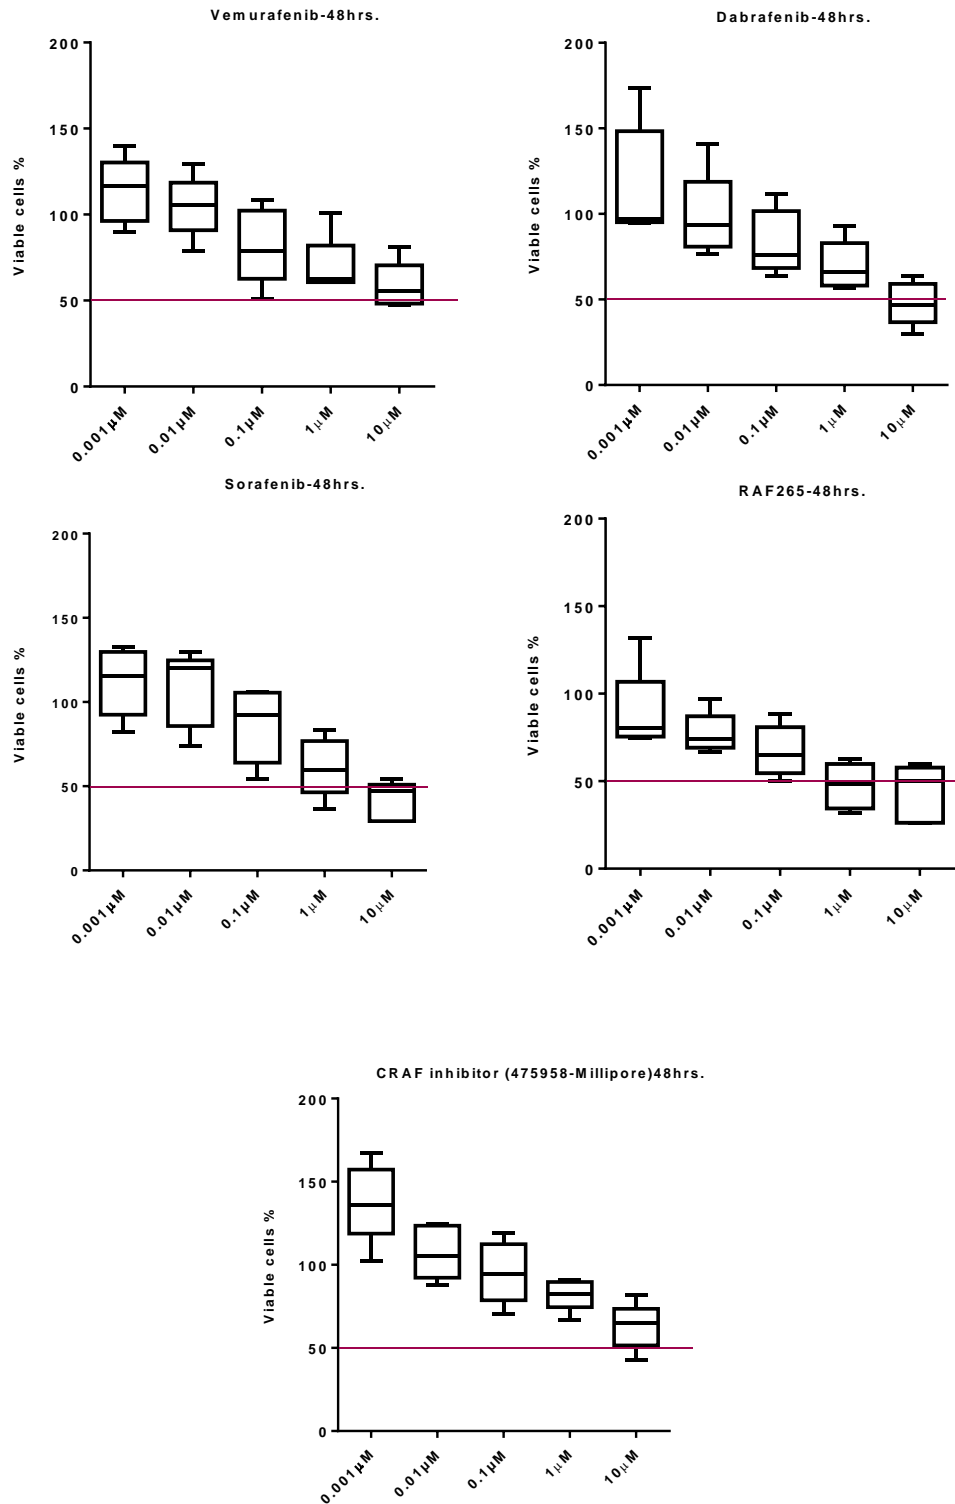 Vemurafenib-48hrs.
Viable cells %
200
150
100
50
0
0.001µM
0.01µM
0.1µM
1µM
10µM
Dabrafenib-48hrs.
Viable cells %
200
150
100
50
0
0.001µM
0.01µM
0.1µM
1µM
10µM
Sorafenib-48hrs.
Viable cells %
200
150
100
50
0
0.001µM
0.01µM
0.1µM
1µM
10µM
RAF265-48hrs.
Viable cells %
200
150
100
50
0
0.001µM
0.01µM
0.1µM
1µM
10µM
CRAF inhibitor (475958-Millipore)48hrs.
Viable cells %
200
150
100
50
0
0.001µM
0.01µM
0.1µM
1µM
10µM